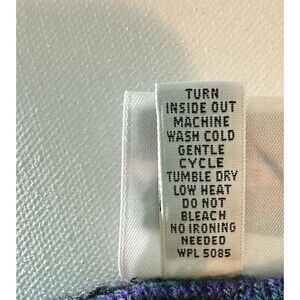 TURN
INSIDE OUT
MACHINE
WASH COLD
GENTLE
CYCLE
TUMBLE DRY
LOW HEAT
DO NOT
BLEACH
NO IRONING
NEEDED
WPL 5085